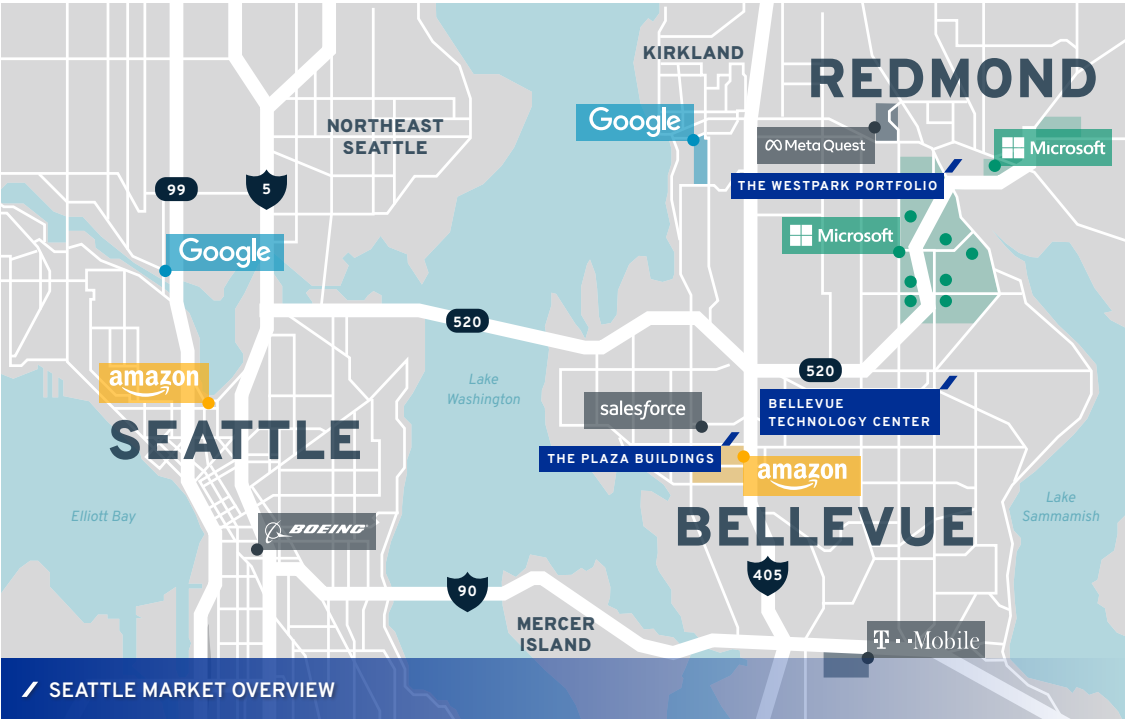 KIRKLAND
REDMOND
Google
NORTHEAST
SEATTLE
Meta Quest
Microsoft
THE WESTPARK PORTFOLIO
99
5
Google
Microsoft
520
520
Lake
Washington
amazon
salesforce
BELLEVUE
TECHNOLOGY CENTER
SEATTLE
THE PLAZA BUILDINGS
amazon
Elliott Bay
BOEING
BELLEVUE
Lake
Sammamish
405
90
MERCER
ISLAND
T Mobile
SEATTLE MARKET OVERVIEW